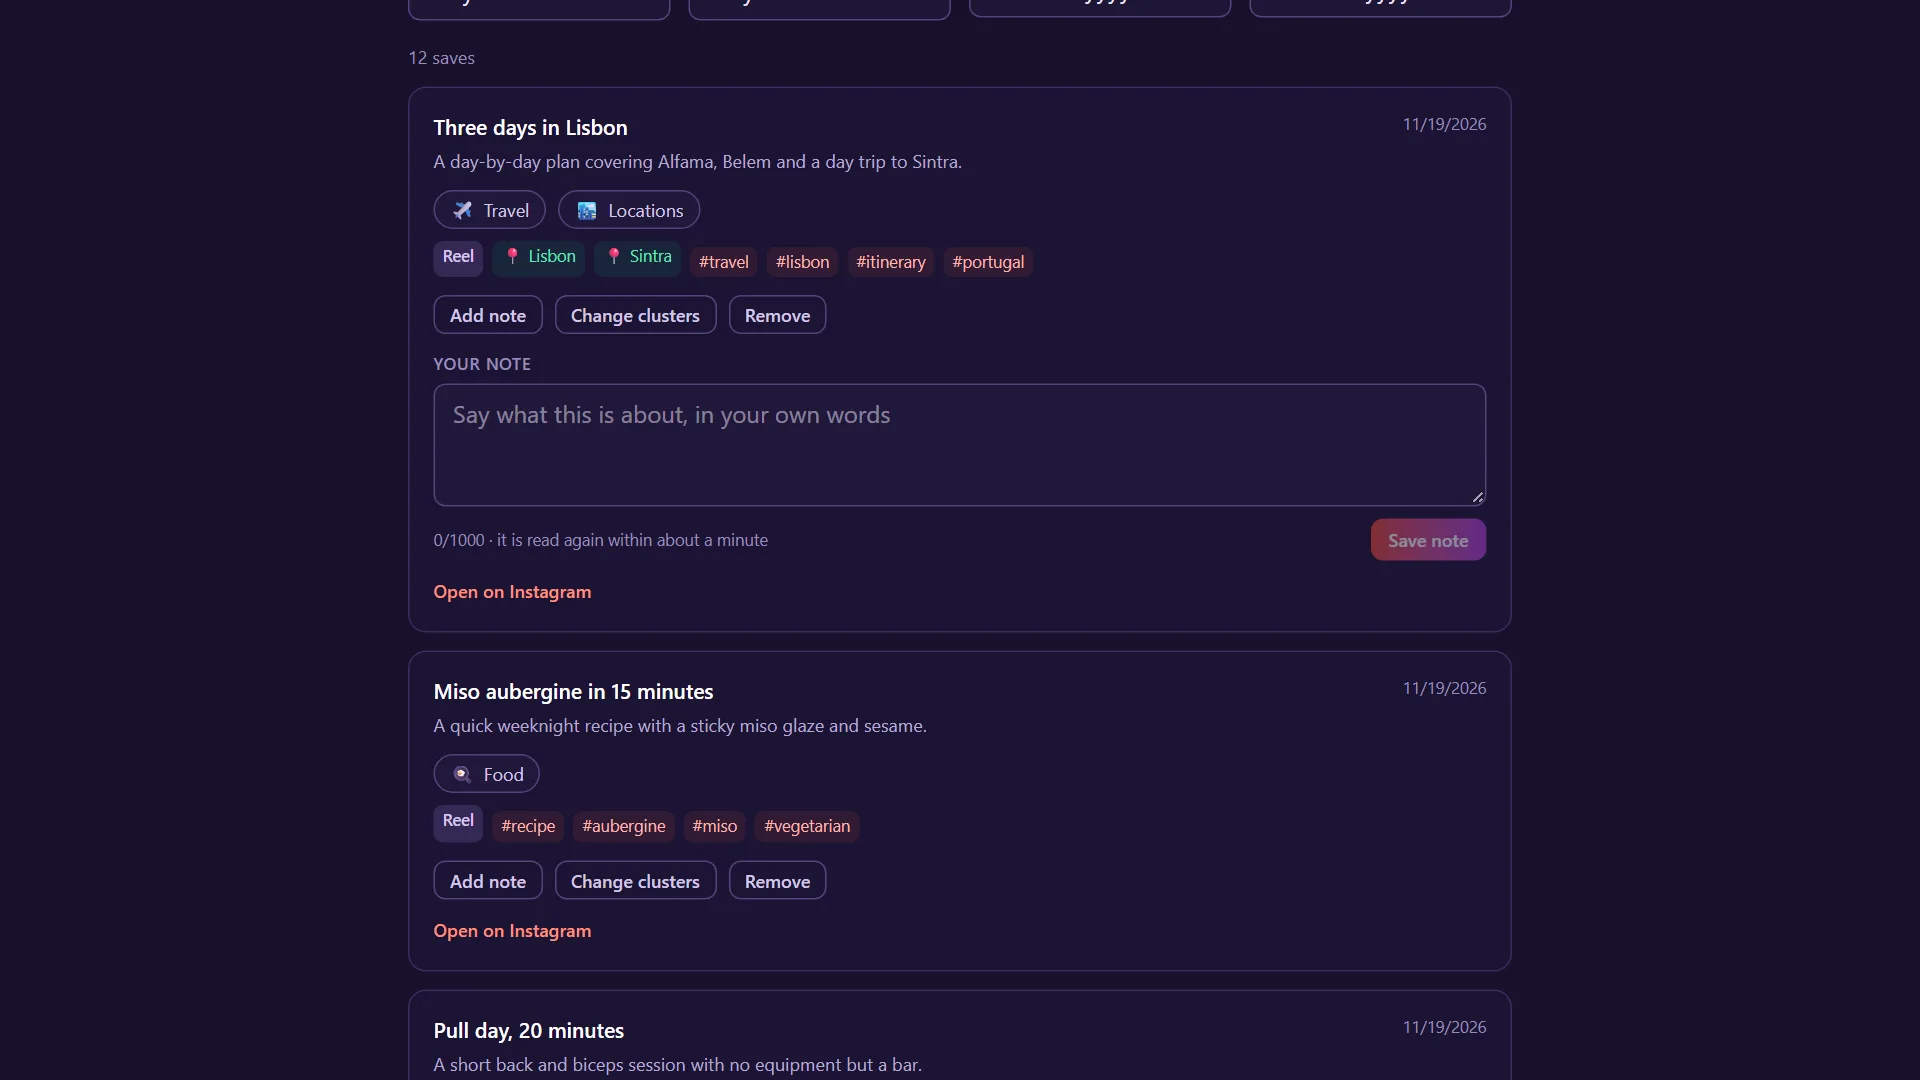 12 saves
Three days in Lisbon
11/19/2026
A day-by-day plan covering Alfama, Belem and a day trip to Sintra.
Travel Locations
Reel Lisbon Sintra #travel #lisbon #itinerary #portugal
Add note Change clusters Remove
YOUR NOTE
Say what this is about, in your own words
0/1000 · it is read again within about a minute
Save note
Open on Instagram
Miso aubergine in 15 minutes
11/19/2026
A quick weeknight recipe with a sticky miso glaze and sesame.
Food
Reel #recipe #aubergine #miso #vegetarian
Add note Change clusters Remove
Open on Instagram
Pull day, 20 minutes
11/19/2026
A short back and biceps session with no equipment but a bar.